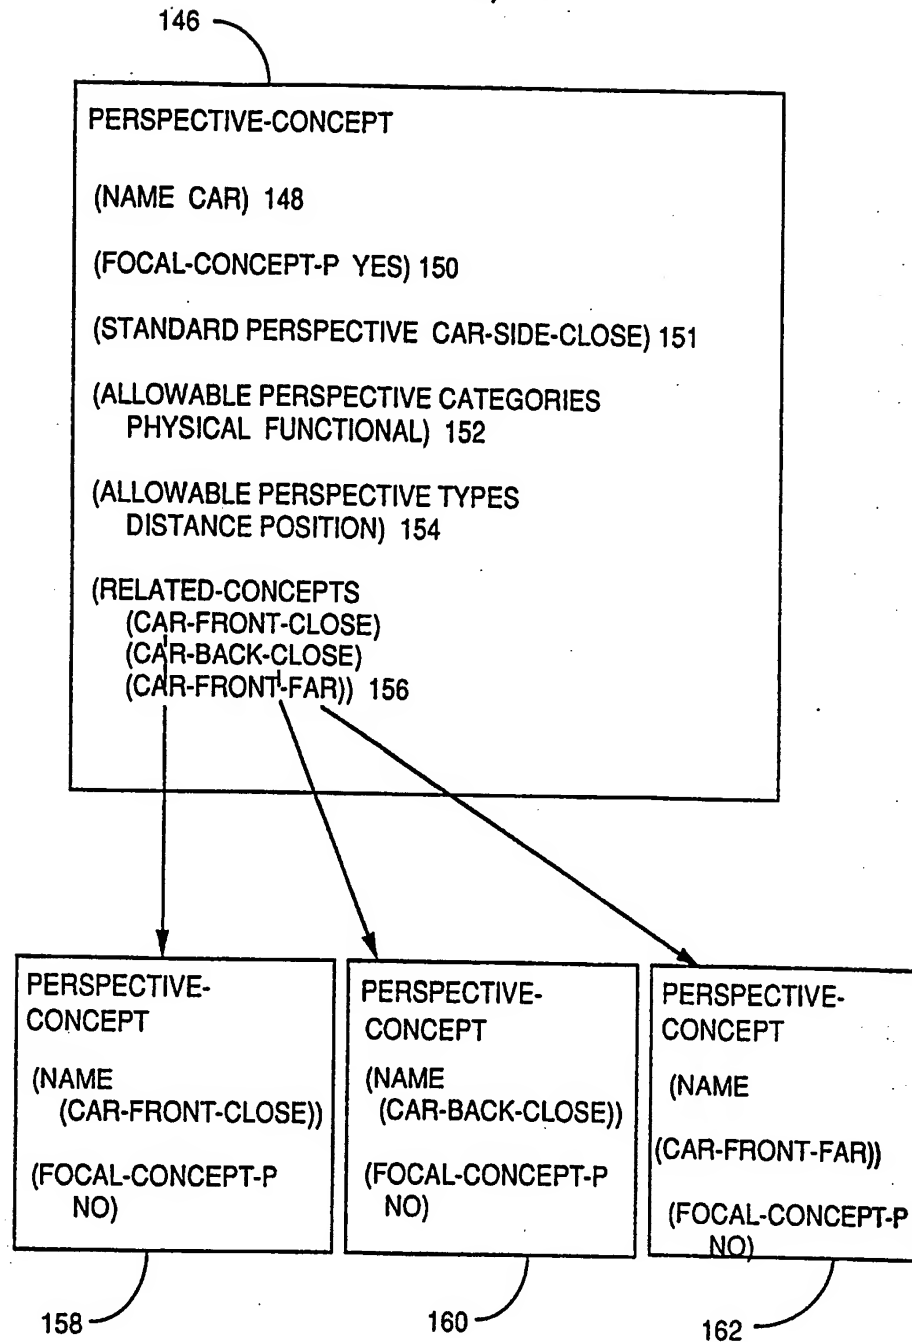 146
PERSPECTIVE-CONCEPT
(NAME CAR) 148
(FOCAL-CONCEPT-P YES) 150
(STANDARD PERSPECTIVE CAR-SIDE-CLOSE) 151
(ALLOWABLE PERSPECTIVE CATEGORIES
PHYSICAL FUNCTIONAL) 152
(ALLOWABLE PERSPECTIVE TYPES
DISTANCE POSITION) 154
(RELATED-CONCEPTS
(CAR-FRONT-CLOSE)
(CAR-BACK-CLOSE)
(CAR-FRONT-FAR)) 156
PERSPECTIVE-
CONCEPT
(NAME
(CAR-FRONT-CLOSE))
(FOCAL-CONCEPT-P
NO)
158
PERSPECTIVE-
CONCEPT
(NAME
(CAR-BACK-CLOSE))
(FOCAL-CONCEPT-P
NO)
160
PERSPECTIVE-
CONCEPT
(NAME
(CAR-FRONT-FAR))
(FOCAL-CONCEPT-P
NO)
162